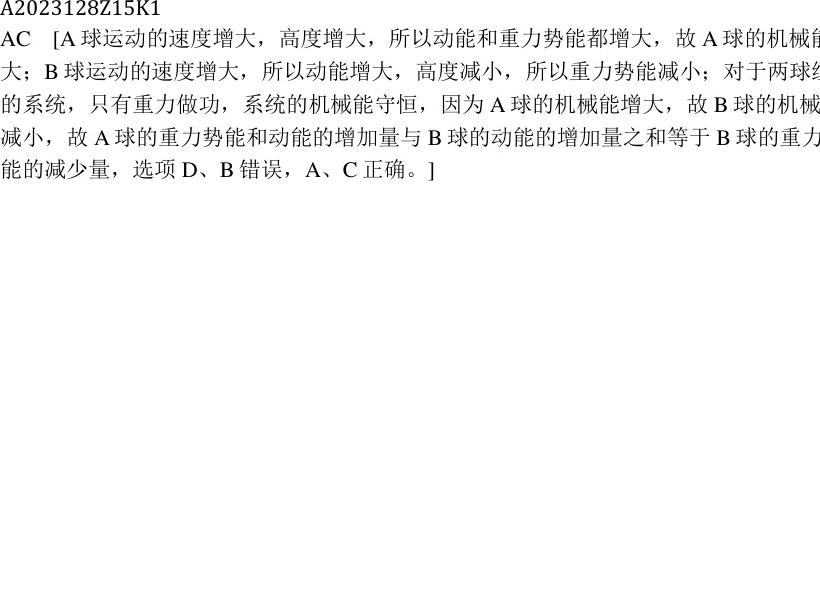 A2023128Z15K1
AC [A 球运动的速度增大，高度增大，所以动能和重力势能都增大，故 A 球的机械能
大；B 球运动的速度增大，所以动能增大，高度减小，所以重力势能减小；对于两球
的系统，只有重力做功，系统的机械能守恒，因为 A 球的机械能增大，故 B 球的机械
减小，故 A 球的重力势能和动能的增加量与 B 球的动能的增加量之和等于 B 球的重力
能的减少量，选项 D、B 错误，A、C 正确。]